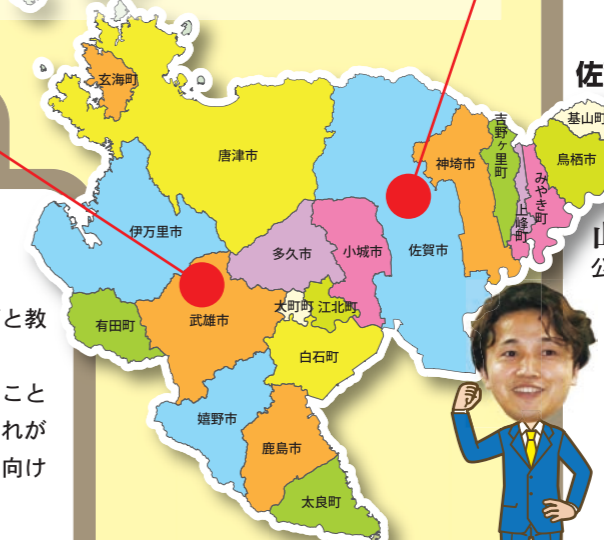 佐
玄海町
唐津市
伊万里市
有田町
武雄市
多久市
小城市
大町町
江北町
白石町
嬉野市
鹿島市
太良町
佐賀市
神埼市
吉野ヶ里町
上峰町
みやき町
鳥栖市
基山町
公
と教
こと
れが
向け